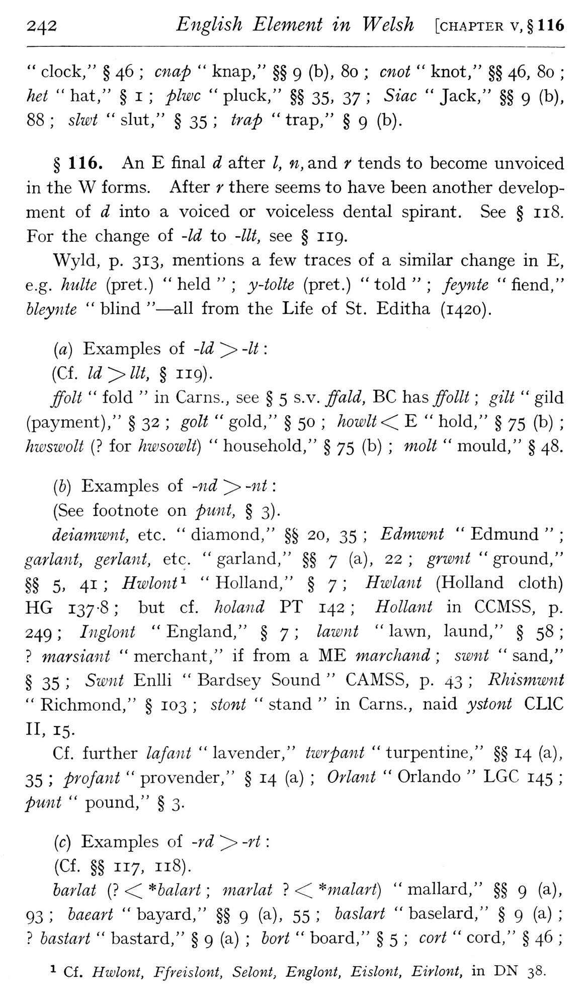 242 English Element in Welsh [CHAPTER V, § 116
“ clock,” § 46 ; cnap “ knap,” §§ 9 (b), 80 ; cnot “ knot,” §§ 46, 80 ;
het “ hat,” § 1 ; plwc “ pluck,” §§ 35, 37 ; Siac “ Jack,” §§ 9 (b),
88 ; slwt “ slut,” § 35 ; trap “ trap,” § 9 (b).
§ 116. An E final d after l, n, and r tends to become unvoiced
in the W forms. After r there seems to have been another develop-
ment of d into a voiced or voiceless dental spirant. See § 118.
For the change of -ld to -llt, see § 119.
Wyld, p. 313, mentions a few traces of a similar change in E,
e.g. hulte (pret.) “ held ” ; y-tolte (pret.) “ told ” ; feynte “ fiend,”
bleynte “ blind ”—all from the Life of St. Editha (1420).
(a) Examples of -ld > -lt :
(Cf. ld > llt, § 119).
ffolt “ fold ” in Carns., see § 5 s.v. ffald, BC has ffollt ; gilt “ gild
(payment),” § 32 ; golt “ gold,” § 50 ; howlt < E “ hold,” § 75 (b) ;
hwswolt (? for hwsowlt) “ household,” § 75 (b) ; molt “ mould,” § 48.
(b) Examples of -nd > -nt :
(See footnote on punt, § 3).
deiamwnt, etc. “ diamond,” §§ 20, 35 ; Edmwnt “ Edmund ” ;
garlant, gerlant, etc. “ garland,” §§ 7 (a), 22 ; grwnt “ ground,”
§§ 5, 41 ; Hwlont¹ “ Holland,” § 7 ; Hwlant (Holland cloth)
HG 137·8 ; but cf. holand PT 142 ; Hollant in CCMSS, p.
249 ; Inglont “ England,” § 7 ; lawnt “ lawn, laund,” § 58 ;
? marsiant “ merchant,” if from a ME marchand ; swnt “ sand,”
§ 35 ; Swnt Enlli “ Bardsey Sound ” CAMSS, p. 43 ; Rhismwnt
“ Richmond,” § 103 ; stont “ stand ” in Carns., naid ystont CLlC
II, 15.
Cf. further lafant “ lavender,” twrpant “ turpentine,” §§ 14 (a),
35 ; profant “ provender,” § 14 (a) ; Orlant “ Orlando ” LGC 145 ;
punt “ pound,” § 3.
(c) Examples of -rd > -rt :
(Cf. §§ 117, 118).
barlat (? < *balart ; marlat ? < *malart) “ mallard,” §§ 9 (a),
93 ; baeart “ bayard,” §§ 9 (a), 55 ; baslart “ baselard,” § 9 (a) ;
? bastart “ bastard,” § 9 (a) ; bort “ board,” § 5 ; cort “ cord,” § 46 ;
¹ Cf. Hwlont, Ffreislont, Selont, Englont, Eislont, Eirlont, in DN 38.